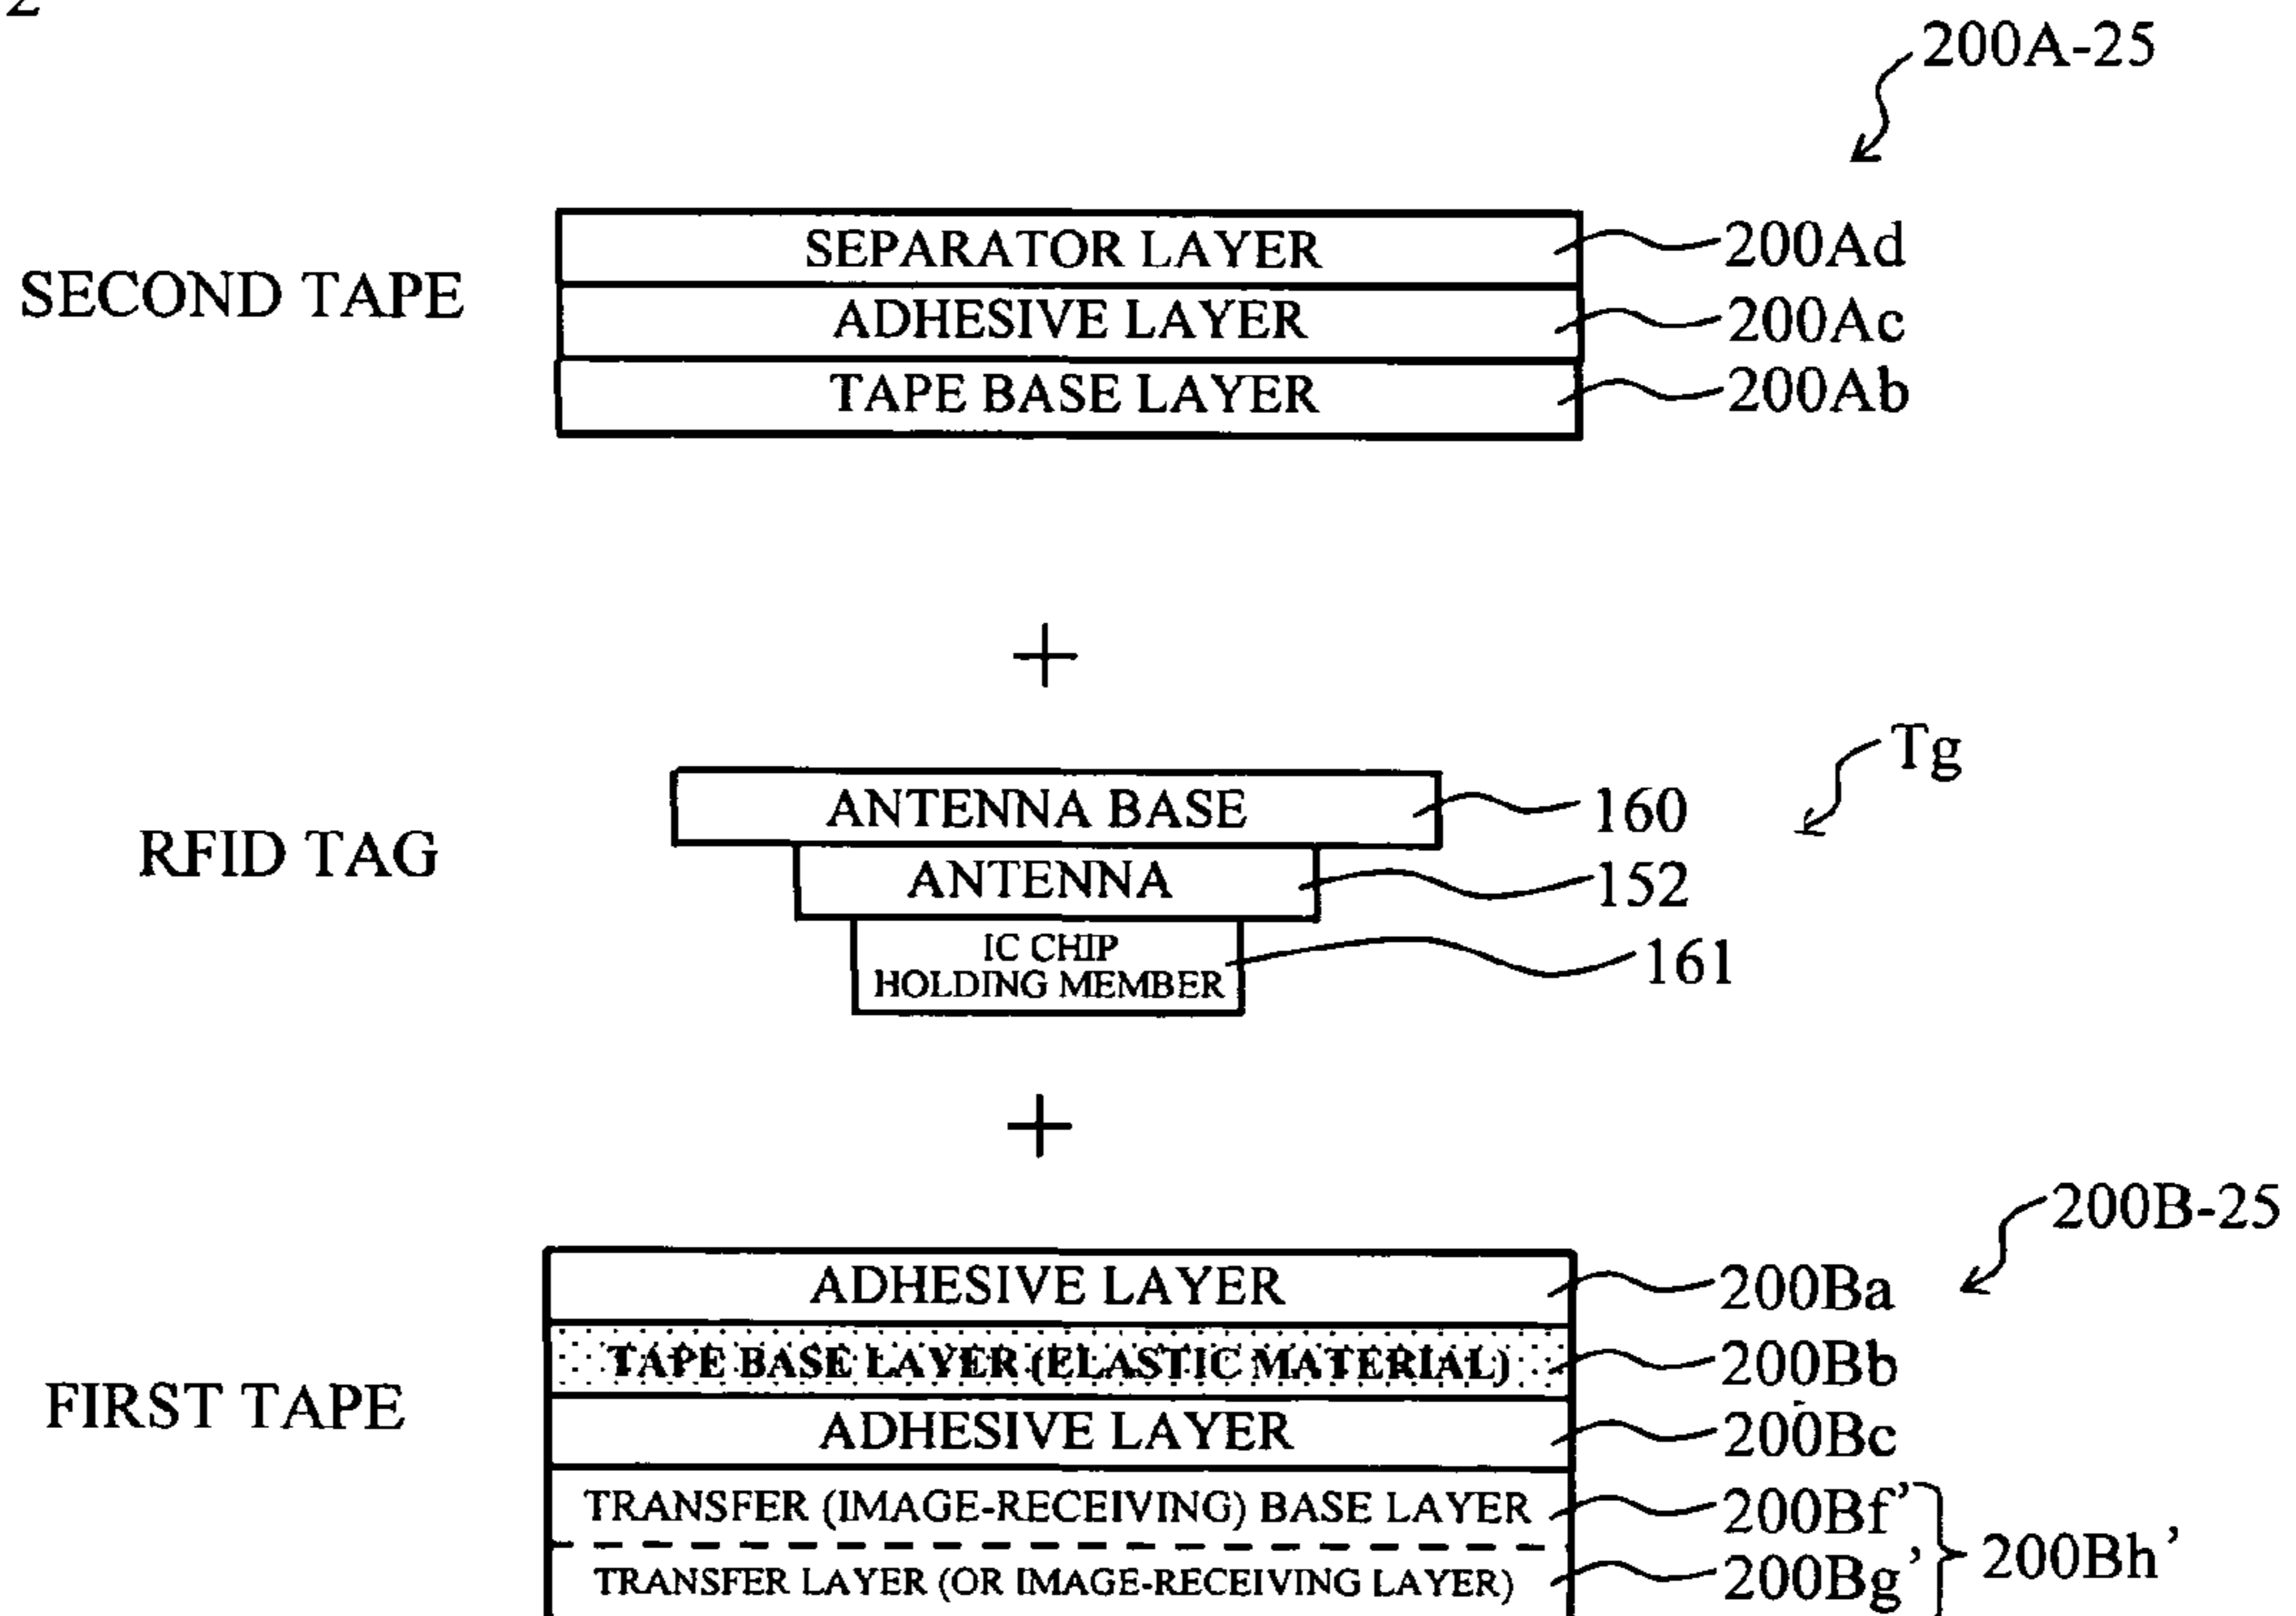 200A-25
SEPARATOR LAYER 200Ad
SECOND TAPE ADHESIVE LAYER 200Ac
TAPE BASE LAYER 200Ab
+
Tg
ANTENNA BASE 160
RFID TAG ANTENNA 152
IC CHIP
HOLDING MEMBER 161
+
200B-25
ADHESIVE LAYER 200Ba
TAPE BASE LAYER (ELASTIC MATERIAL) 200Bb
FIRST TAPE ADHESIVE LAYER 200Bc
TRANSFER (IMAGE-RECEIVING) BASE LAYER 200Bf’
200Bh’
TRANSFER LAYER (OR IMAGE-RECEIVING LAYER) 200Bg’